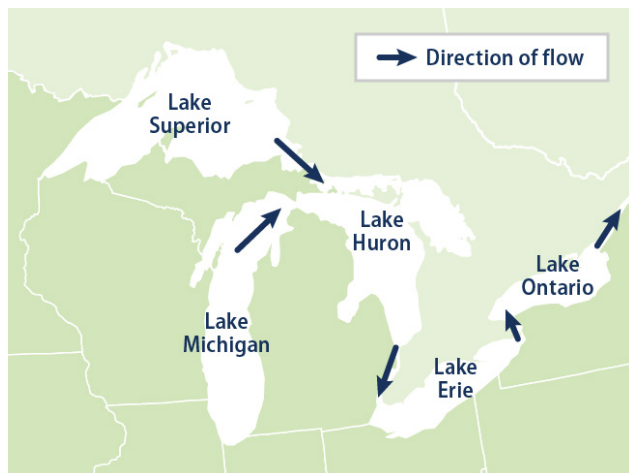 Direction of flow
Lake
Superior
Lake
Huron
Lake
Ontario
Lake
Michigan
Lake
Erie